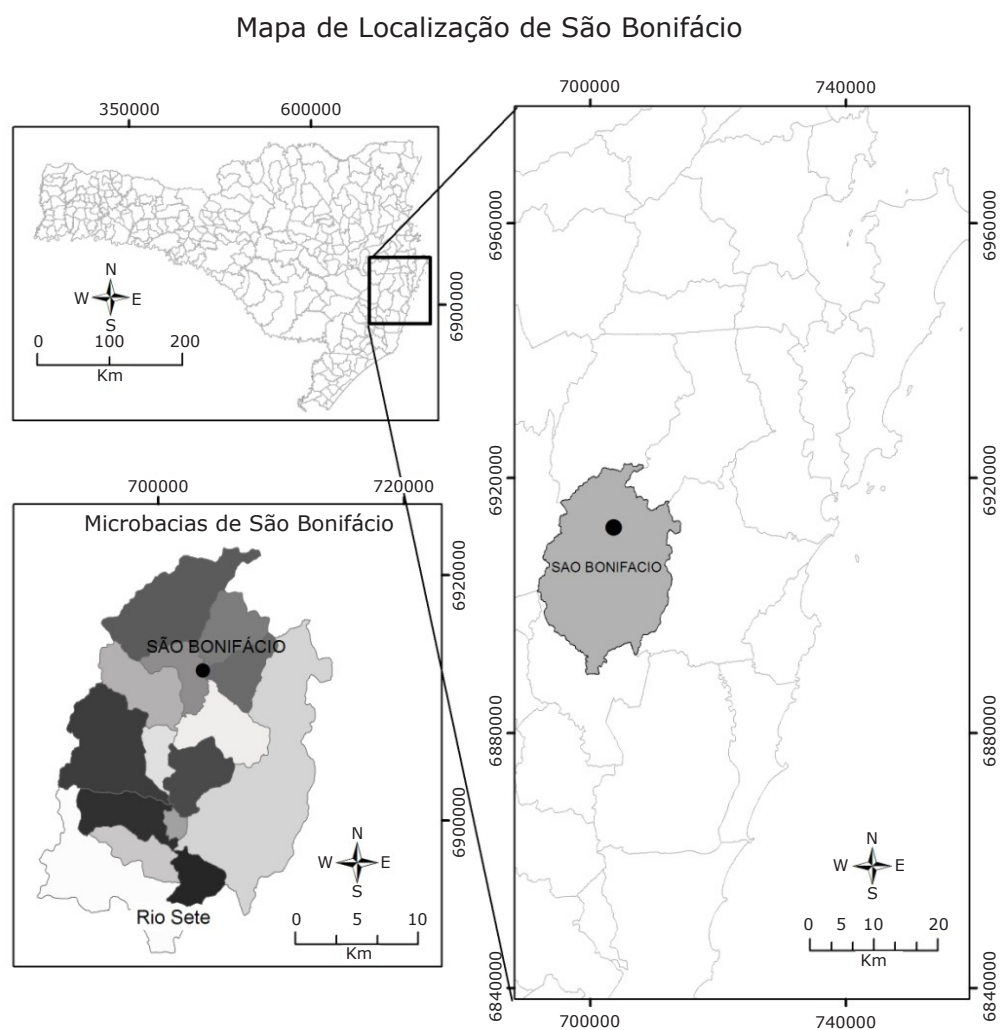 Mapa de Localização de São Bonifácio
350000 600000
N
W E
S
0 100 200
Km
6900000
700000 740000
6960000 6960000
6920000 6920000
SAO BONIFACIO
6880000 6880000
N
W E
S
0 5 10 20
Km
6840000 6840000
700000 740000
700000 720000
Microbacias de São Bonifácio
6920000
SÃO BONIFÁCIO
6900000
N
W E
S
Rio Sete
0 5 10
Km